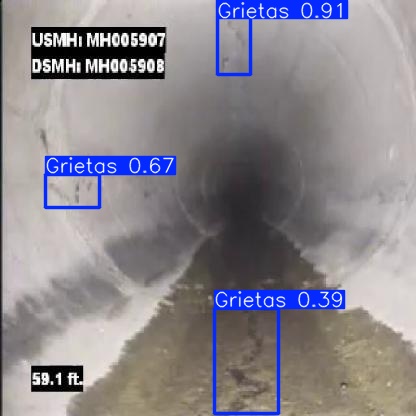 Grietas 0.91
USMH: MH005907
DSMH: MH005908
Grietas 0.67
Grietas 0.39
59.1 ft.